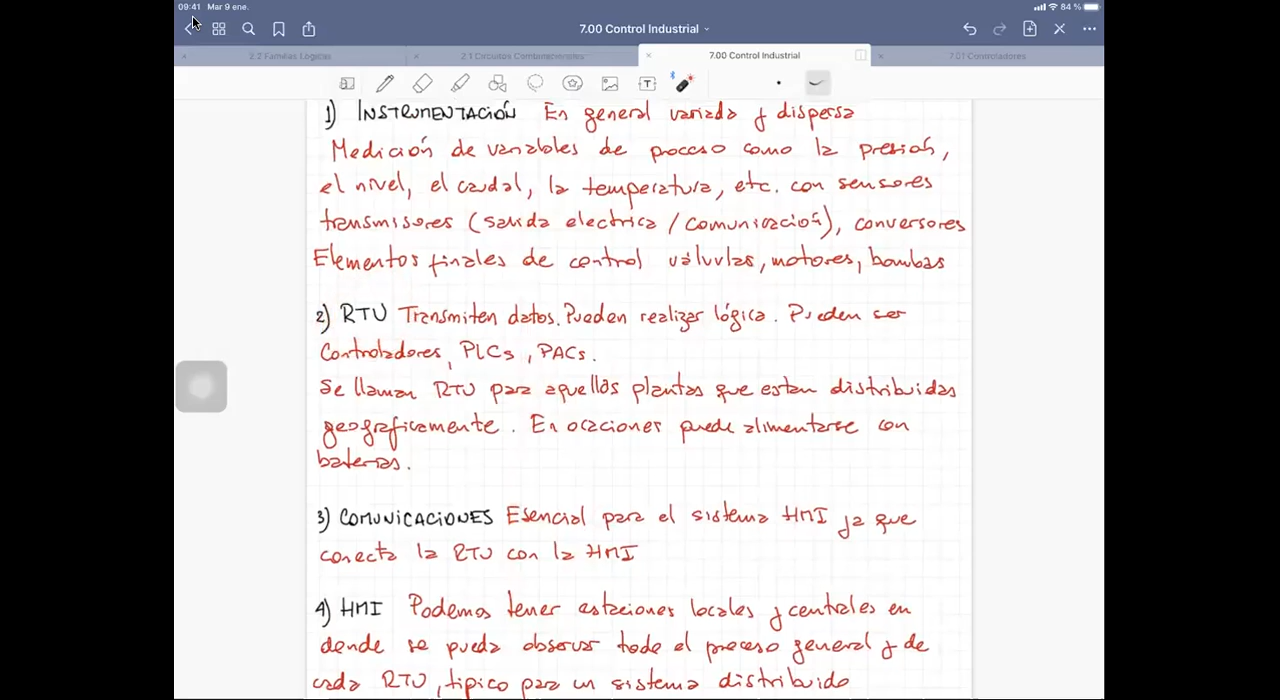 09:41 Mar 9 ene.
84 %
7.00 Control Industrial
2.2 Familias Lógicas
2.1 Circuitos Combinacionales
7.00 Control Industrial
7.01 Controladores
1) INSTRUMENTACIÓN En general variada y dispersa
Medición de variables de proceso como la presión,
el nivel, el caudal, la temperatura, etc. con sensores
transmisores (salida electrica / comunicación), conversores
Elementos finales de control válvulas, motores, bombas
2) RTU Transmiten datos. Pueden realizar lógica. Pueden ser
Controladores, PLCs, PACs.
Se llaman RTU para aquellas plantas que estan distribuidas
geograficamente. En ocaciones puede alimentarse con
baterias.
3) COMUNICACIONES Esencial para el sistema HMI ya que
conecta la RTU con la HMI
4) HMI Podemos tener estaciones locales y centrales en
donde se pueda observar todo el proceso general y de
cada RTU, tipico para un sistema distribuido